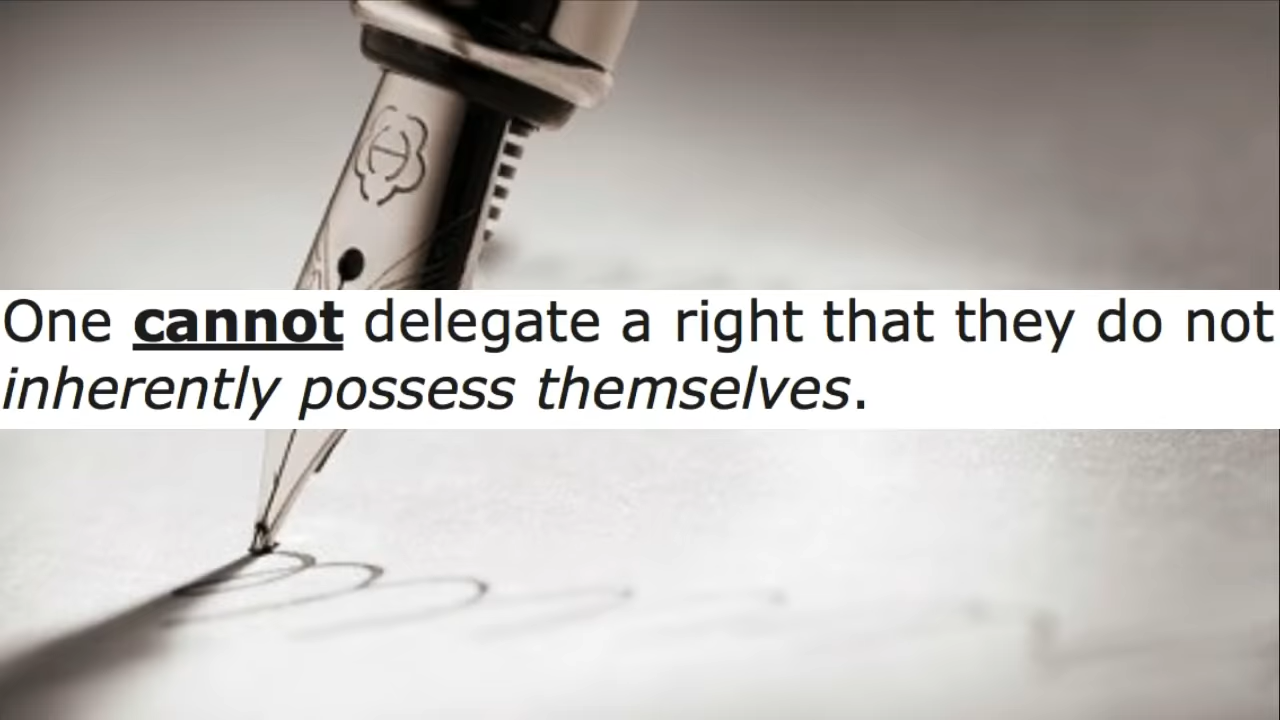 One cannot delegate a right that they do not
inherently possess themselves.